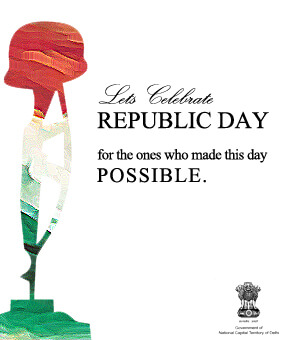 Lets Celebrate
REPUBLIC DAY
for the ones who made this day
POSSIBLE.
Government of
National Capital Territory of Delhi